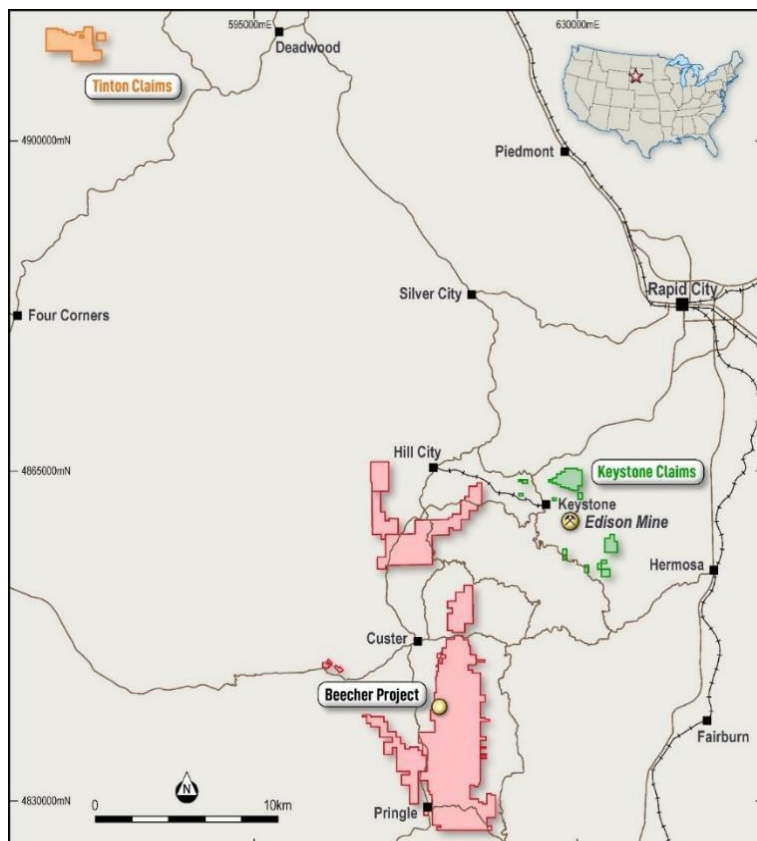 595000mE
630000mE
Deadwood
Tinton Claims
4900000mN
Piedmont
Silver City
Rapid City
Four Corners
Hill City
4865000mN
Keystone Claims
Keystone
Edison Mine
Hermosa
Custer
Beecher Project
Fairburn
4830000mN
N
0
10km
Pringle